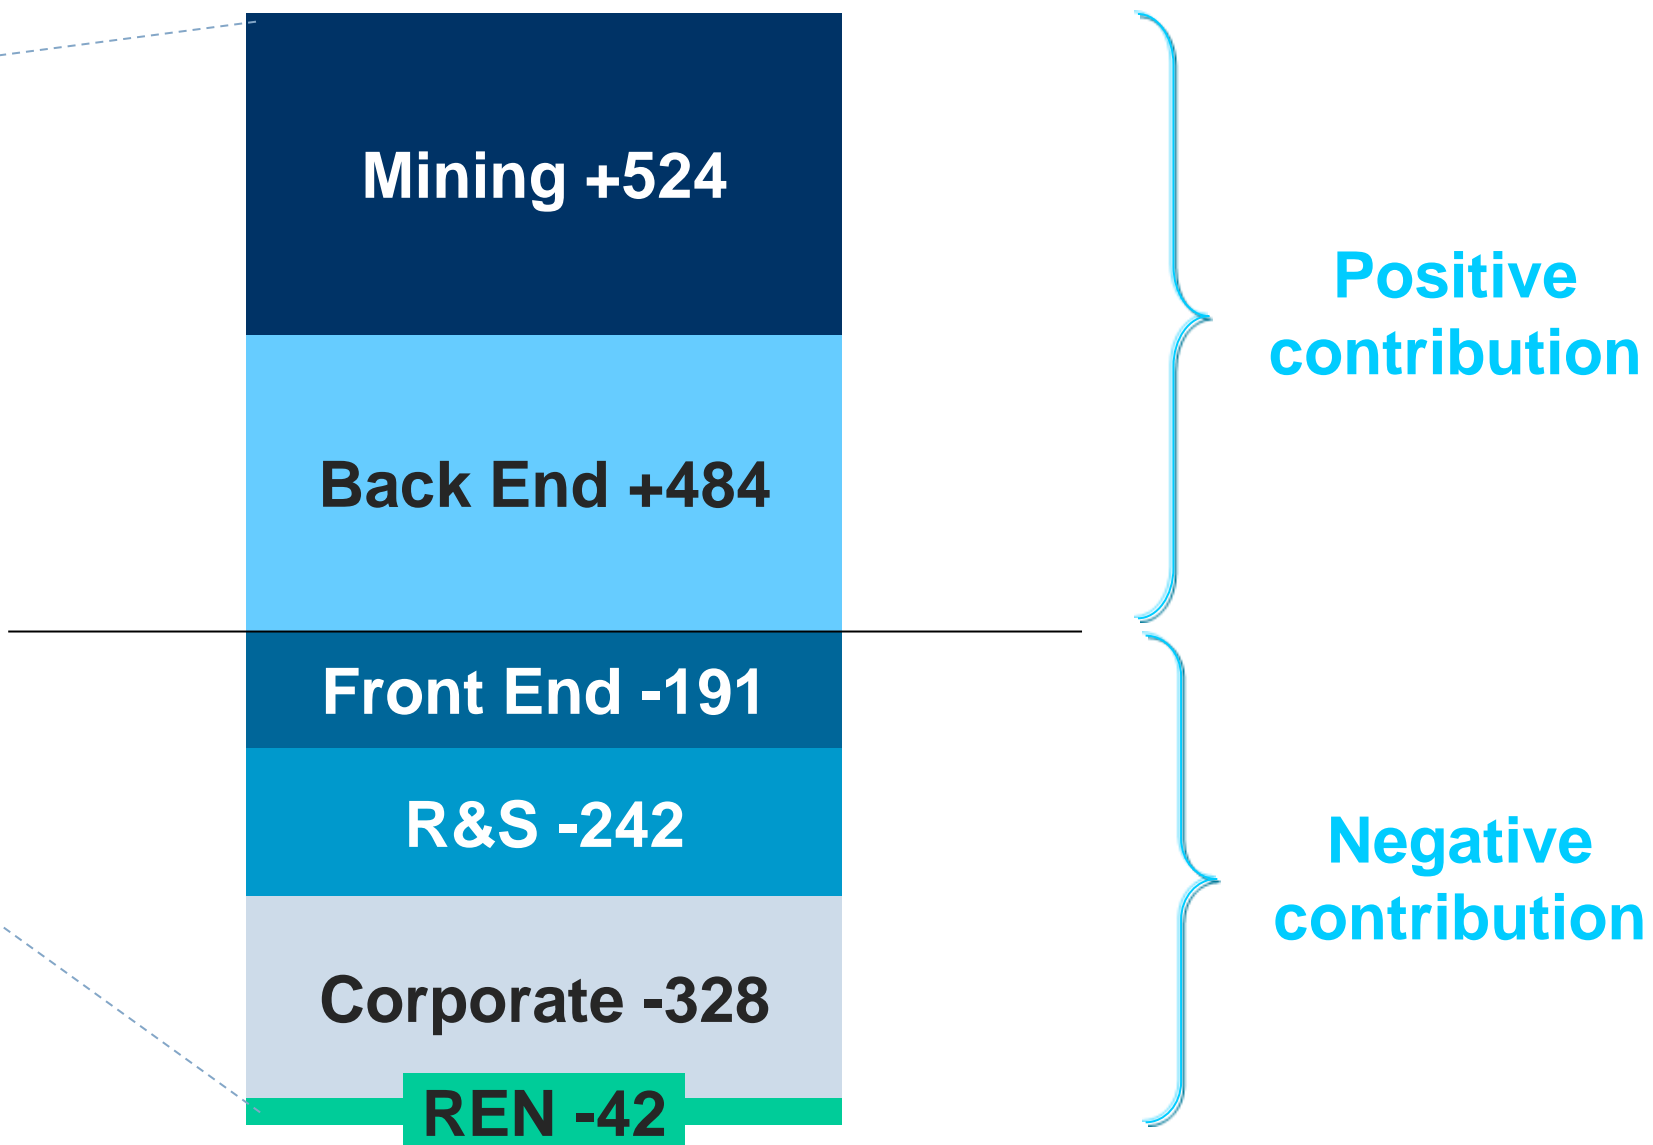 Mining +524
Positive
contribution
Back End +484
Front End -191
R&S -242
Negative
contribution
Corporate -328
REN -42